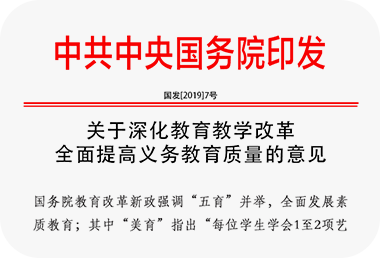 中共中央国务院印发
国发[2019]7号
关于深化教育教学改革
全面提高义务教育质量的意见
国务院教育改革新政强调“五育”并举，全面发展素
质教育；其中“美育”指出“每位学生学会1至2项艺